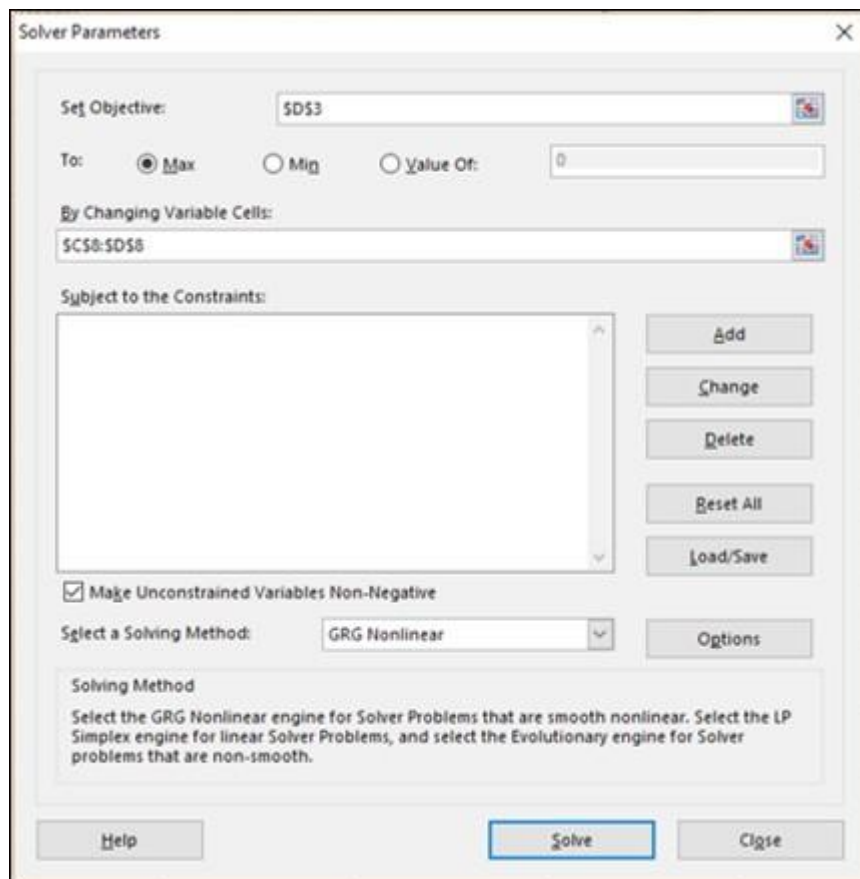 Solver Parameters
Set Objective: $D$3
To: Max Min Value Of: 0
By Changing Variable Cells:
$C$8:$D$8
Subject to the Constraints:
Add
Change
Delete
Reset All
Load/Save
Make Unconstrained Variables Non-Negative
Select a Solving Method: GRG Nonlinear Options
Solving Method
Select the GRG Nonlinear engine for Solver Problems that are smooth nonlinear. Select the LP
Simplex engine for linear Solver Problems, and select the Evolutionary engine for Solver
problems that are non-smooth.
Help Solve Close